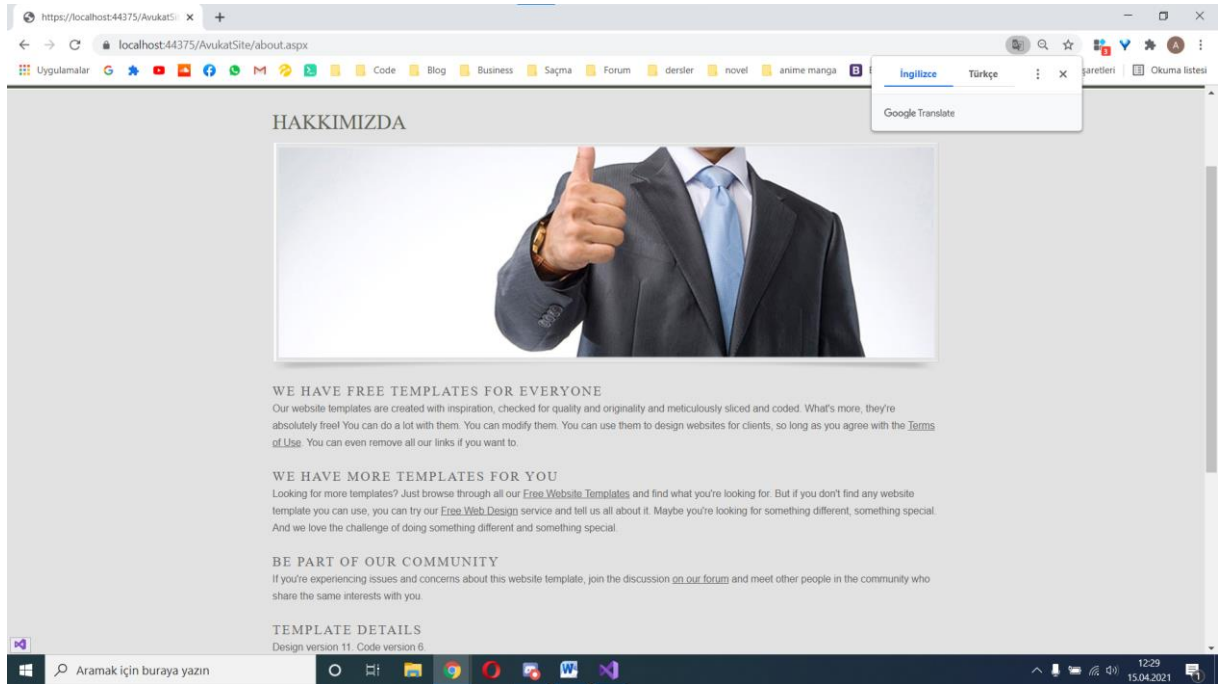 https://localhost:44375/AvukatSi
localhost:44375/AvukatSite/about.aspx
Uygulamalar Code Blog Business Saçma Forum dersler novel anime manga Okuma listesi
İngilizce Türkçe
Google Translate
HAKKIMIZDA
WE HAVE FREE TEMPLATES FOR EVERYONE
Our website templates are created with inspiration, checked for quality and originality and meticulously sliced and coded. What's more, they're
absolutely free! You can do a lot with them. You can modify them. You can use them to design websites for clients, so long as you agree with the Terms
of Use. You can even remove all our links if you want to.
WE HAVE MORE TEMPLATES FOR YOU
Looking for more templates? Just browse through all our Free Website Templates and find what you're looking for. But if you don't find any website
template you can use, you can try our Free Web Design service and tell us all about it. Maybe you're looking for something different, something special.
And we love the challenge of doing something different and something special.
BE PART OF OUR COMMUNITY
If you're experiencing issues and concerns about this website template, join the discussion on our forum and meet other people in the community who
share the same interests with you.
TEMPLATE DETAILS
Design version 11. Code version 6.
Aramak için buraya yazın
12:29
15.04.2021